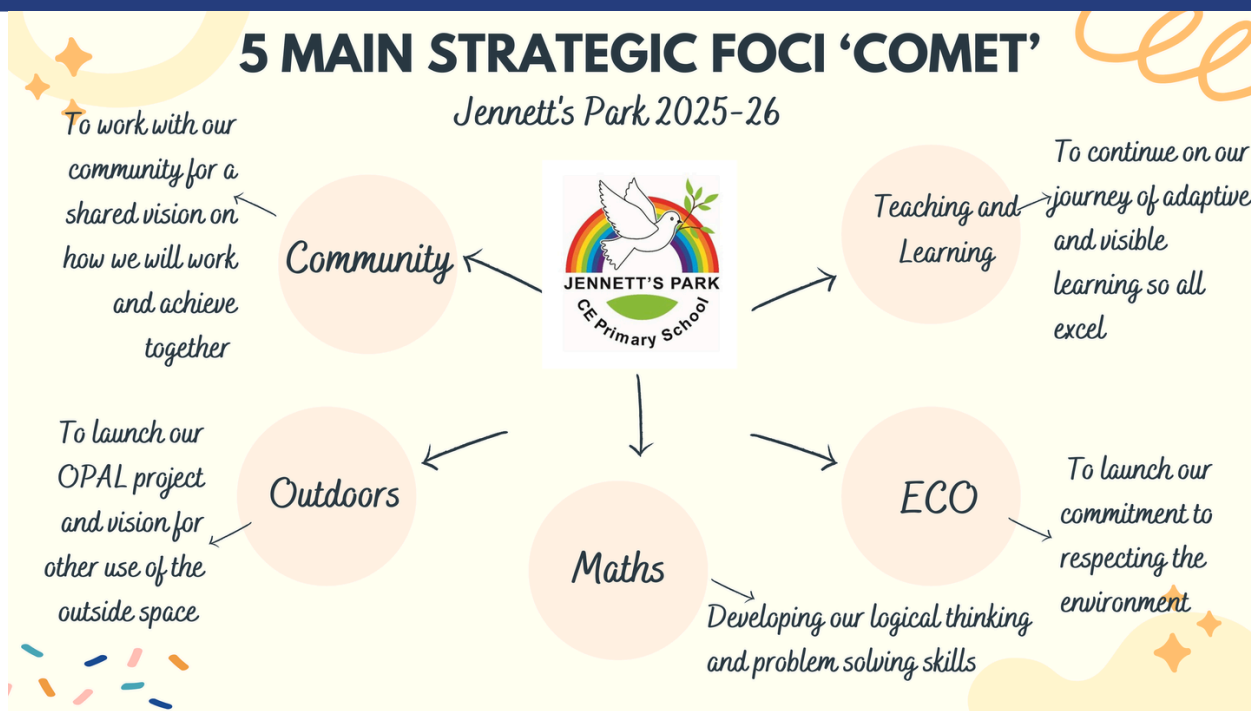 5 MAIN STRATEGIC FOCI ‘COMET’
Jennett's Park 2025-26
To work with our
community for a
shared vision on
how we will work
and achieve
together
Community
JENNETT'S PARK
CE Primary School
Teaching and
Learning
To continue on our
journey of adaptive
and visible
learning so all
excel
To launch our
OPAL project
and vision for
other use of the
outside space
Outdoors
Maths
Developing our logical thinking
and problem solving skills
ECO
To launch our
commitment to
respecting the
environment